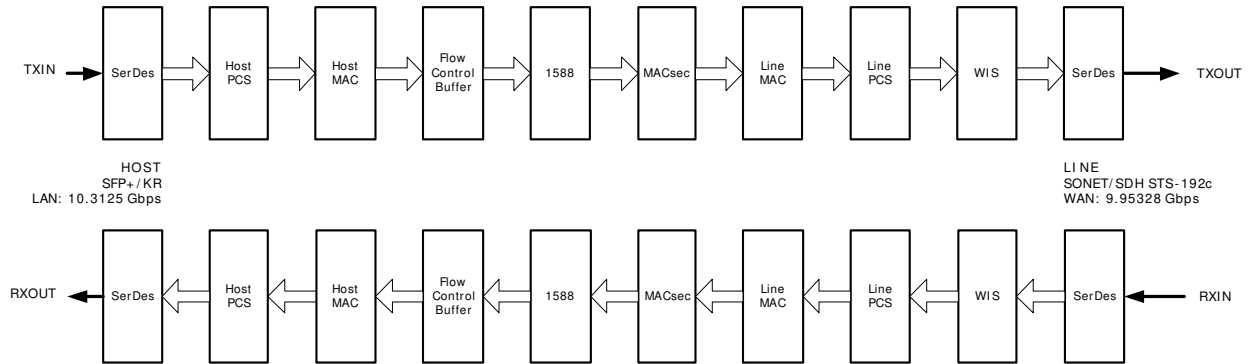 TXIN
SerDes
Host
PCS
Host
MAC
Flow
Control
Buffer
1588
MACsec
Line
MAC
Line
PCS
WIS
SerDes
TXOUT
HOST
SFP+/KR
LAN: 10.3125 Gbps
LINE
SONET/SDH STS-192c
WAN: 9.95328 Gbps
RXOUT
SerDes
Host
PCS
Host
MAC
Flow
Control
Buffer
1588
MACsec
Line
MAC
Line
PCS
WIS
SerDes
RXIN